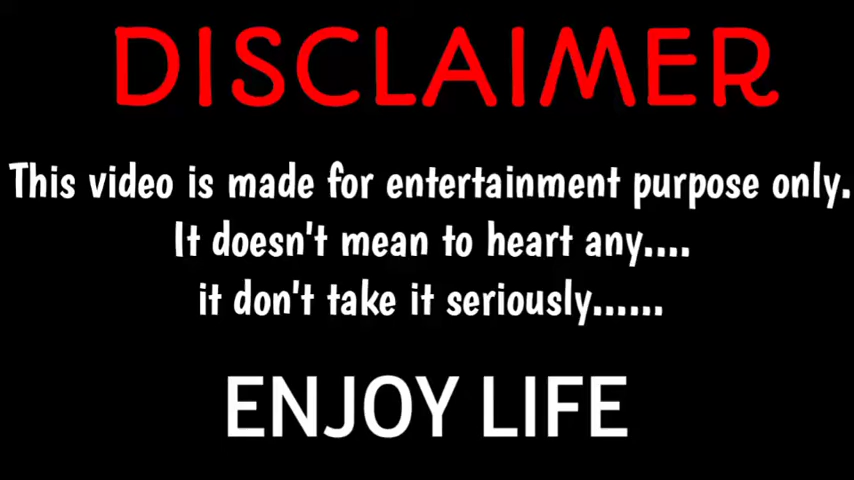 DISCLAIMER
This video is made for entertainment purpose only.
It doesn't mean to heart any....
it don't take it seriously......
ENJOY LIFE